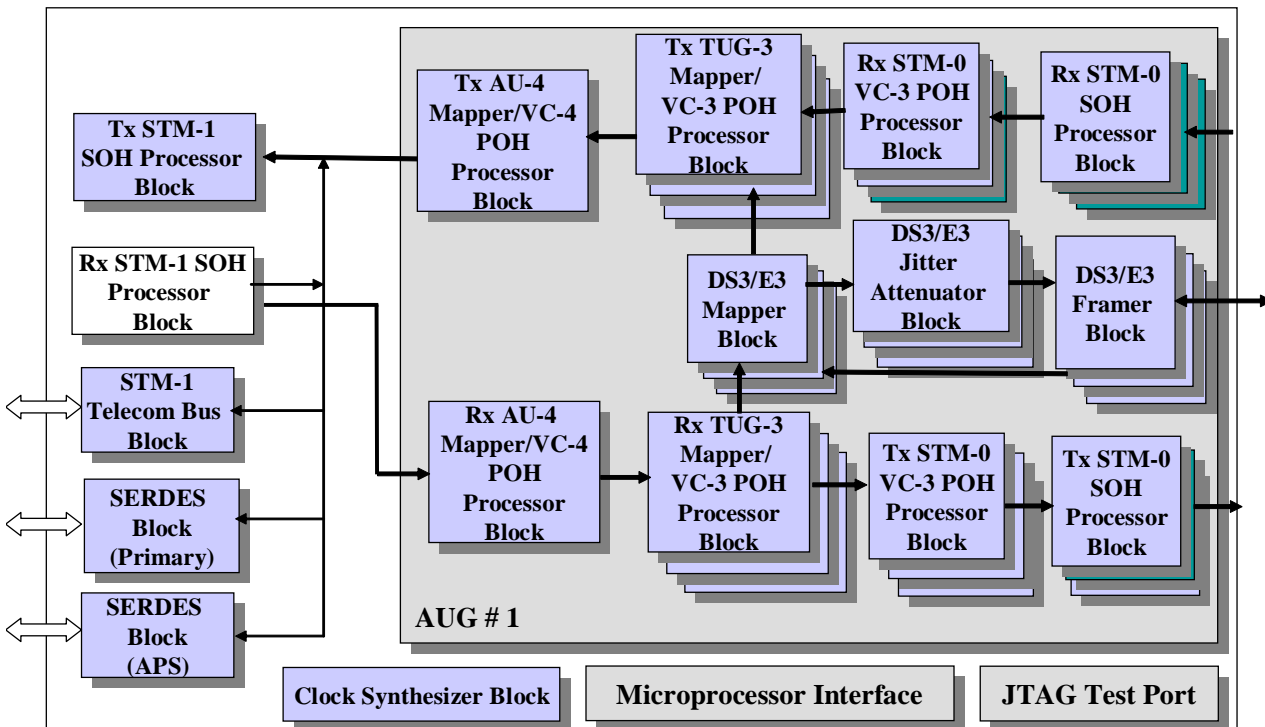 Tx STM-1
SOH Processor
Block
Rx STM-1 SOH
Processor
Block
STM-1
Telecom Bus
Block
SERDES
Block
(Primary)
SERDES
Block
(APS)
Tx AU-4
Mapper/VC-4
POH
Processor
Block
Tx TUG-3
Mapper/
VC-3 POH
Processor
Block
Rx STM-0
VC-3 POH
Processor
Block
Rx STM-0
SOH
Processor
Block
DS3/E3
Mapper
Block
DS3/E3
Jitter
Attenuator
Block
DS3/E3
Framer
Block
Rx AU-4
Mapper/VC-4
POH
Processor
Block
Rx TUG-3
Mapper/
VC-3 POH
Processor
Block
Tx STM-0
VC-3 POH
Processor
Block
Tx STM-0
SOH
Processor
Block
AUG # 1
Clock Synthesizer Block
Microprocessor Interface
JTAG Test Port